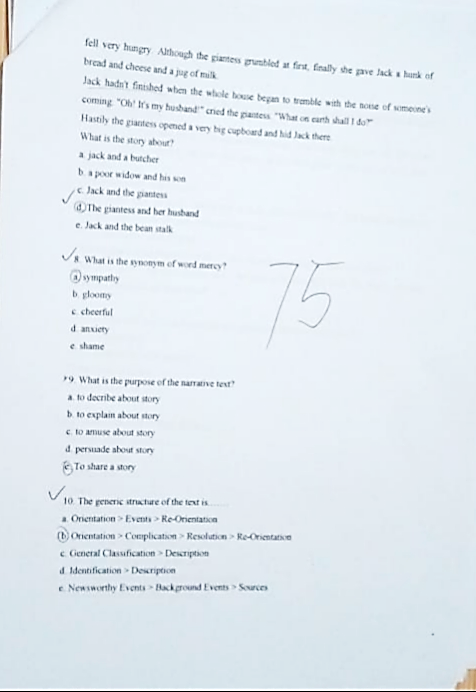 fell very hungry. Although the giantess grumbled at first, finally she gave Jack a hunk of
bread and cheese and a jug of milk.
Jack hadn't finished when the whole house began to tremble with the noise of someone's
coming. "Oh! It's my husband!" cried the giantess. "What on earth shall I do?"
Hastily the giantess opened a very big cupboard and hid Jack there.
What is the story about?
a. jack and a butcher
b. a poor widow and his son
c. Jack and the giantess
d. The giantess and her husband
e. Jack and the bean stalk
8. What is the synonym of word mercy?
a. sympathy
b. gloomy
c. cheerful
d. anxiety
e. shame
75
9. What is the purpose of the narrative text?
a. to decribe about story
b. to explain about story
c. to amuse about story
d. persuade about story
e. To share a story
10. The generic structure of the text is........
a. Orientation > Events > Re-Orientation
b. Orientation > Complication > Resolution > Re-Orientation
c. General Classification > Description
d. Identification > Description
e. Newsworthy Events > Background Events > Sources